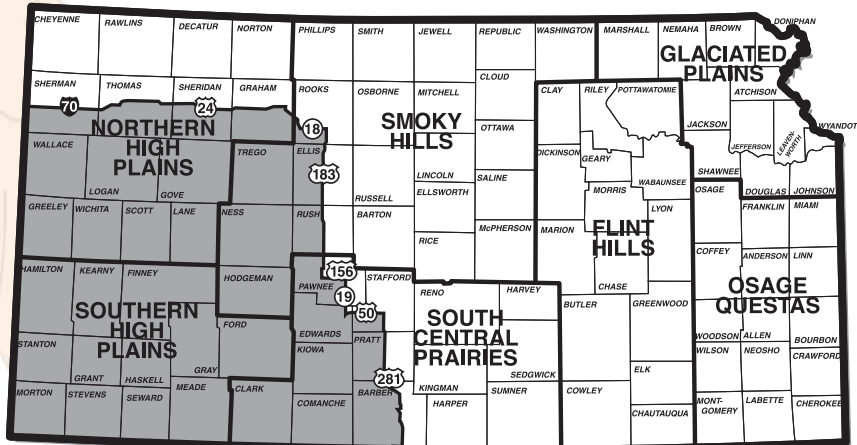 CHEYENNE RAWLINS DECATUR NORTON PHILLIPS SMITH JEWELL REPUBLIC WASHINGTON MARSHALL NEMAHA BROWN DONIPHAN
GLACIATED
PLAINS
SHERMAN THOMAS SHERIDAN GRAHAM ROOKS OSBORNE MITCHELL CLOUD CLAY RILEY POTTAWATOMIE ATCHISON
70 24
NORTHERN
HIGH
PLAINS
18
SMOKY
HILLS
OTTAWA JACKSON WYANDOT
JEFFERSON LEAVEN-
WORTH
WALLACE TREGO ELLIS DICKINSON GEARY
183
LOGAN GOVE RUSSELL LINCOLN SALINE MORRIS WABAUNSEE SHAWNEE DOUGLAS JOHNSON
ELLSWORTH OSAGE
GREELEY WICHITA SCOTT LANE NESS RUSH BARTON McPHERSON MARION LYON FRANKLIN MIAMI
FLINT
HILLS
RICE
HAMILTON KEARNY FINNEY HODGEMAN PAWNEE STAFFORD CHASE COFFEY ANDERSON LINN
156
19
50
RENO HARVEY BUTLER GREENWOOD
OSAGE
QUESTAS
SOUTHERN
HIGH
PLAINS
SOUTH
CENTRAL
PRAIRIES
FORD EDWARDS PRATT WOODSON ALLEN BOURBON
STANTON KIOWA WILSON NEOSHO CRAWFORD
GRANT HASKELL GRAY SEDGWICK ELK
281
MORTON STEVENS SEWARD MEADE CLARK COMANCHE BARBER KINGMAN HARPER SUMNER COWLEY CHAUTAUQUA MONT-
GOMERY LABETTE CHEROKEE